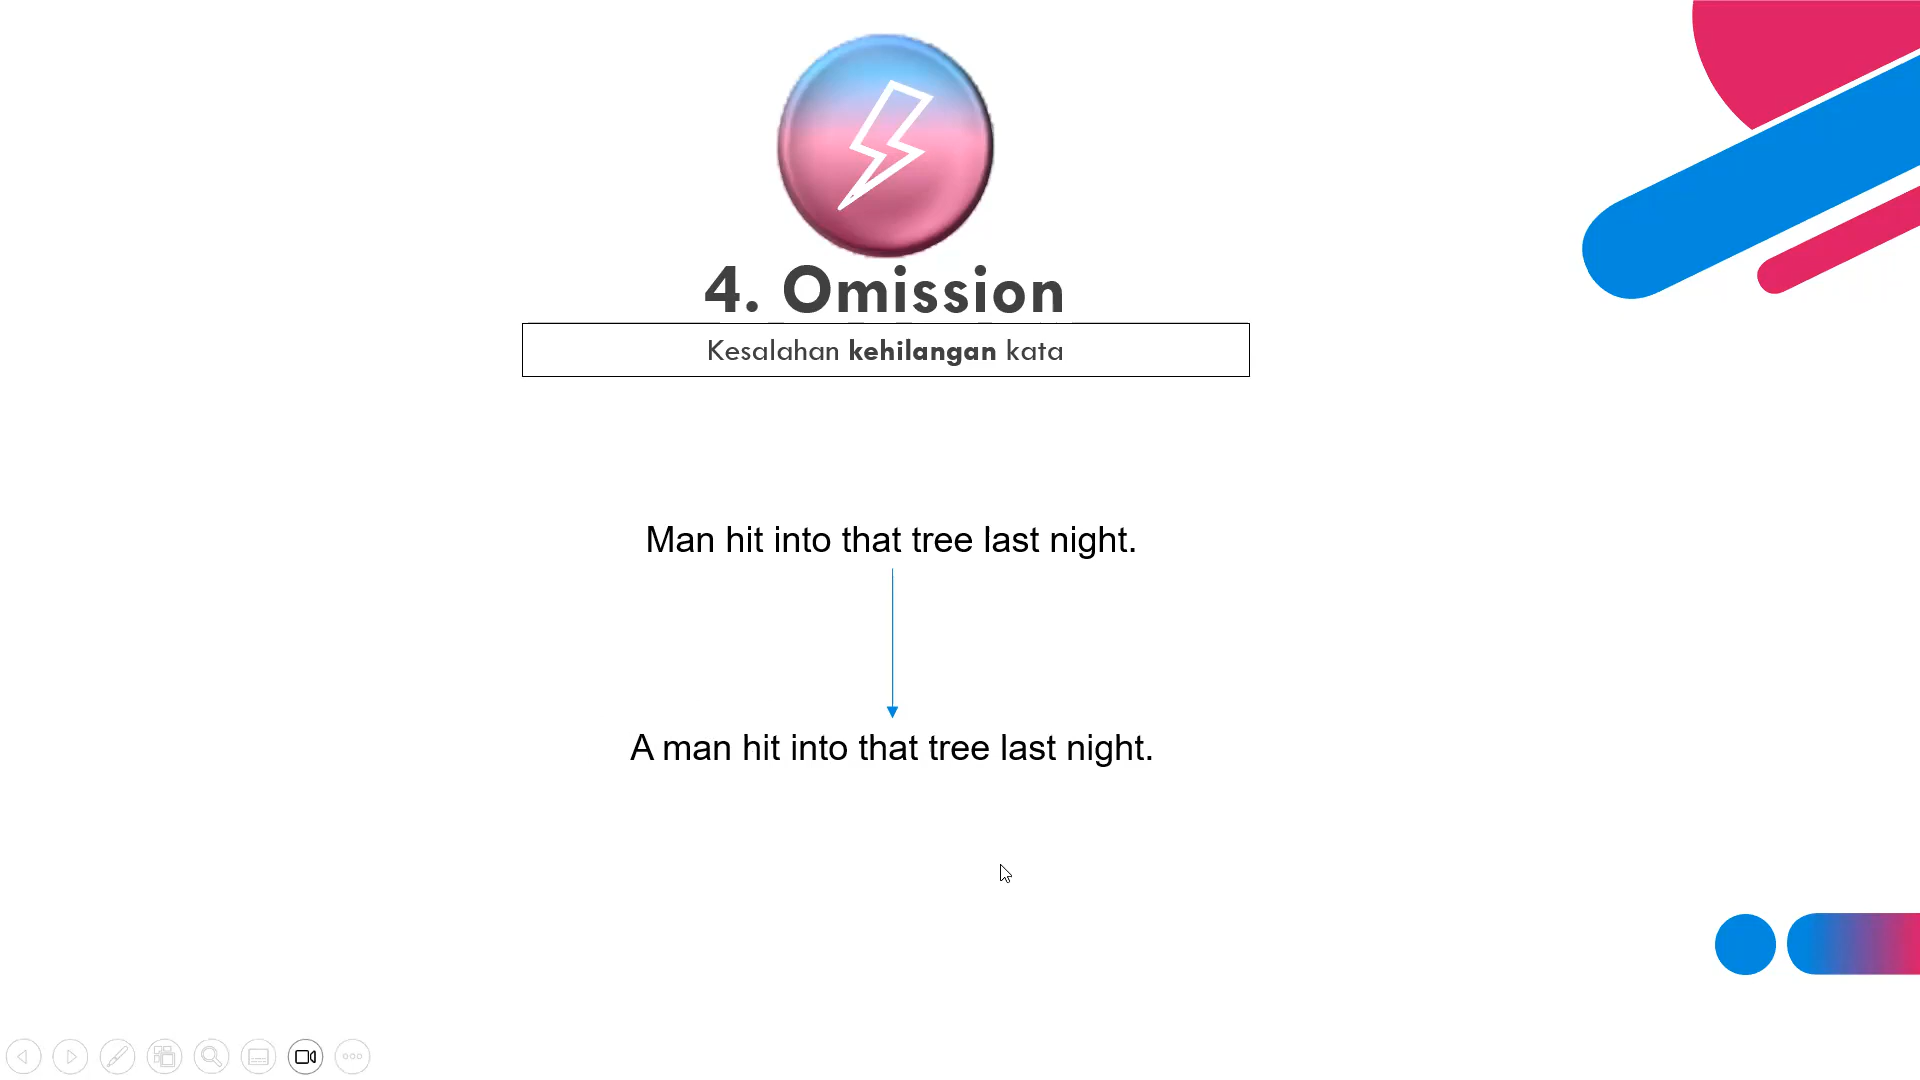 4. Omission
Kesalahan kehilangan kata
Man hit into that tree last night.
A man hit into that tree last night.